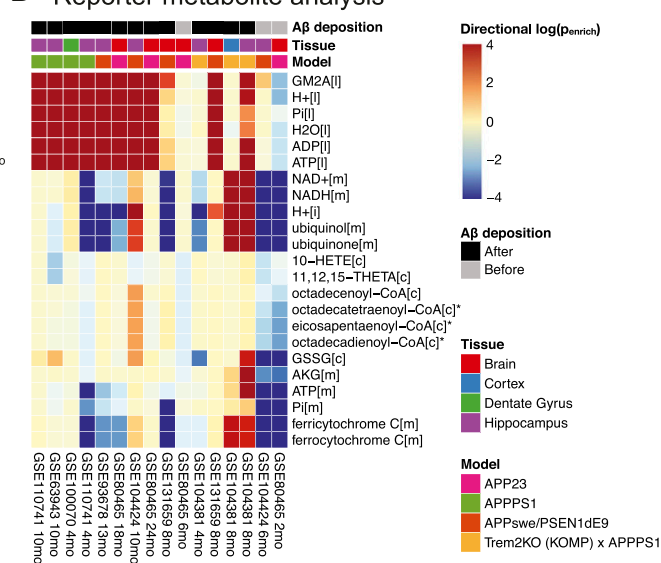 Reporter metabolite analysis
Aβ deposition
Tissue
Model
GM2A[l]
H+[l]
Pi[l]
H2O[l]
ADP[l]
ATP[l]
NAD+[m]
NADH[m]
H+[i]
ubiquinol[m]
ubiquinone[m]
10−HETE[c]
11,12,15−THETA[c]
octadecenoyl−CoA[c]
octadecatetraenoyl−CoA[c]*
eicosapentaenoyl−CoA[c]*
octadecadienoyl−CoA[c]*
GSSG[c]
AKG[m]
ATP[m]
Pi[m]
ferricytochrome C[m]
ferrocytochrome C[m]
GSE110741 10mo
GSE63943 10mo
GSE100070 4mo
GSE110741 4mo
GSE93678 13mo
GSE80465 18mo
GSE104424 10mo
GSE80465 24mo
GSE131659 8mo
GSE80465 6mo
GSE104381 4mo
GSE131659 8mo
GSE104381 8mo
GSE104381 8mo
GSE104424 6mo
GSE80465 2mo
Directional log(penrich)
4
2
0
−2
−4
Aβ deposition
After
Before
Tissue
Brain
Cortex
Dentate Gyrus
Hippocampus
Model
APP23
APPPS1
APPswe/PSEN1dE9
Trem2KO (KOMP) x APPPS1